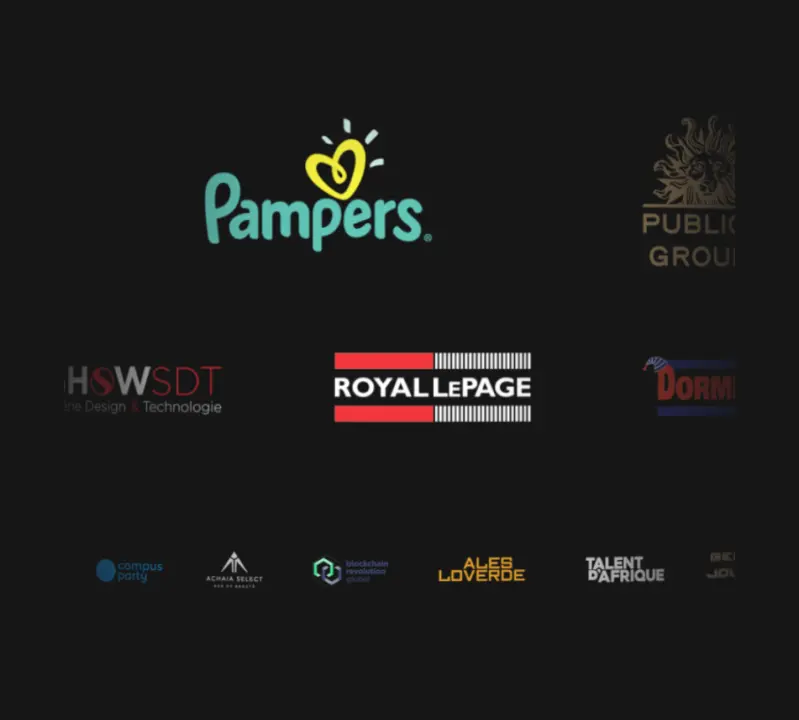 Pampers®
PUBLIC
GROU
HOWSDT
ine Design & Technologie
ROYAL LEPAGE
DORM
campus
party
ACHAIA SELECT
blockchain
revolution
global
ALES
LOVERDE
TALENT
D'AFRIQUE